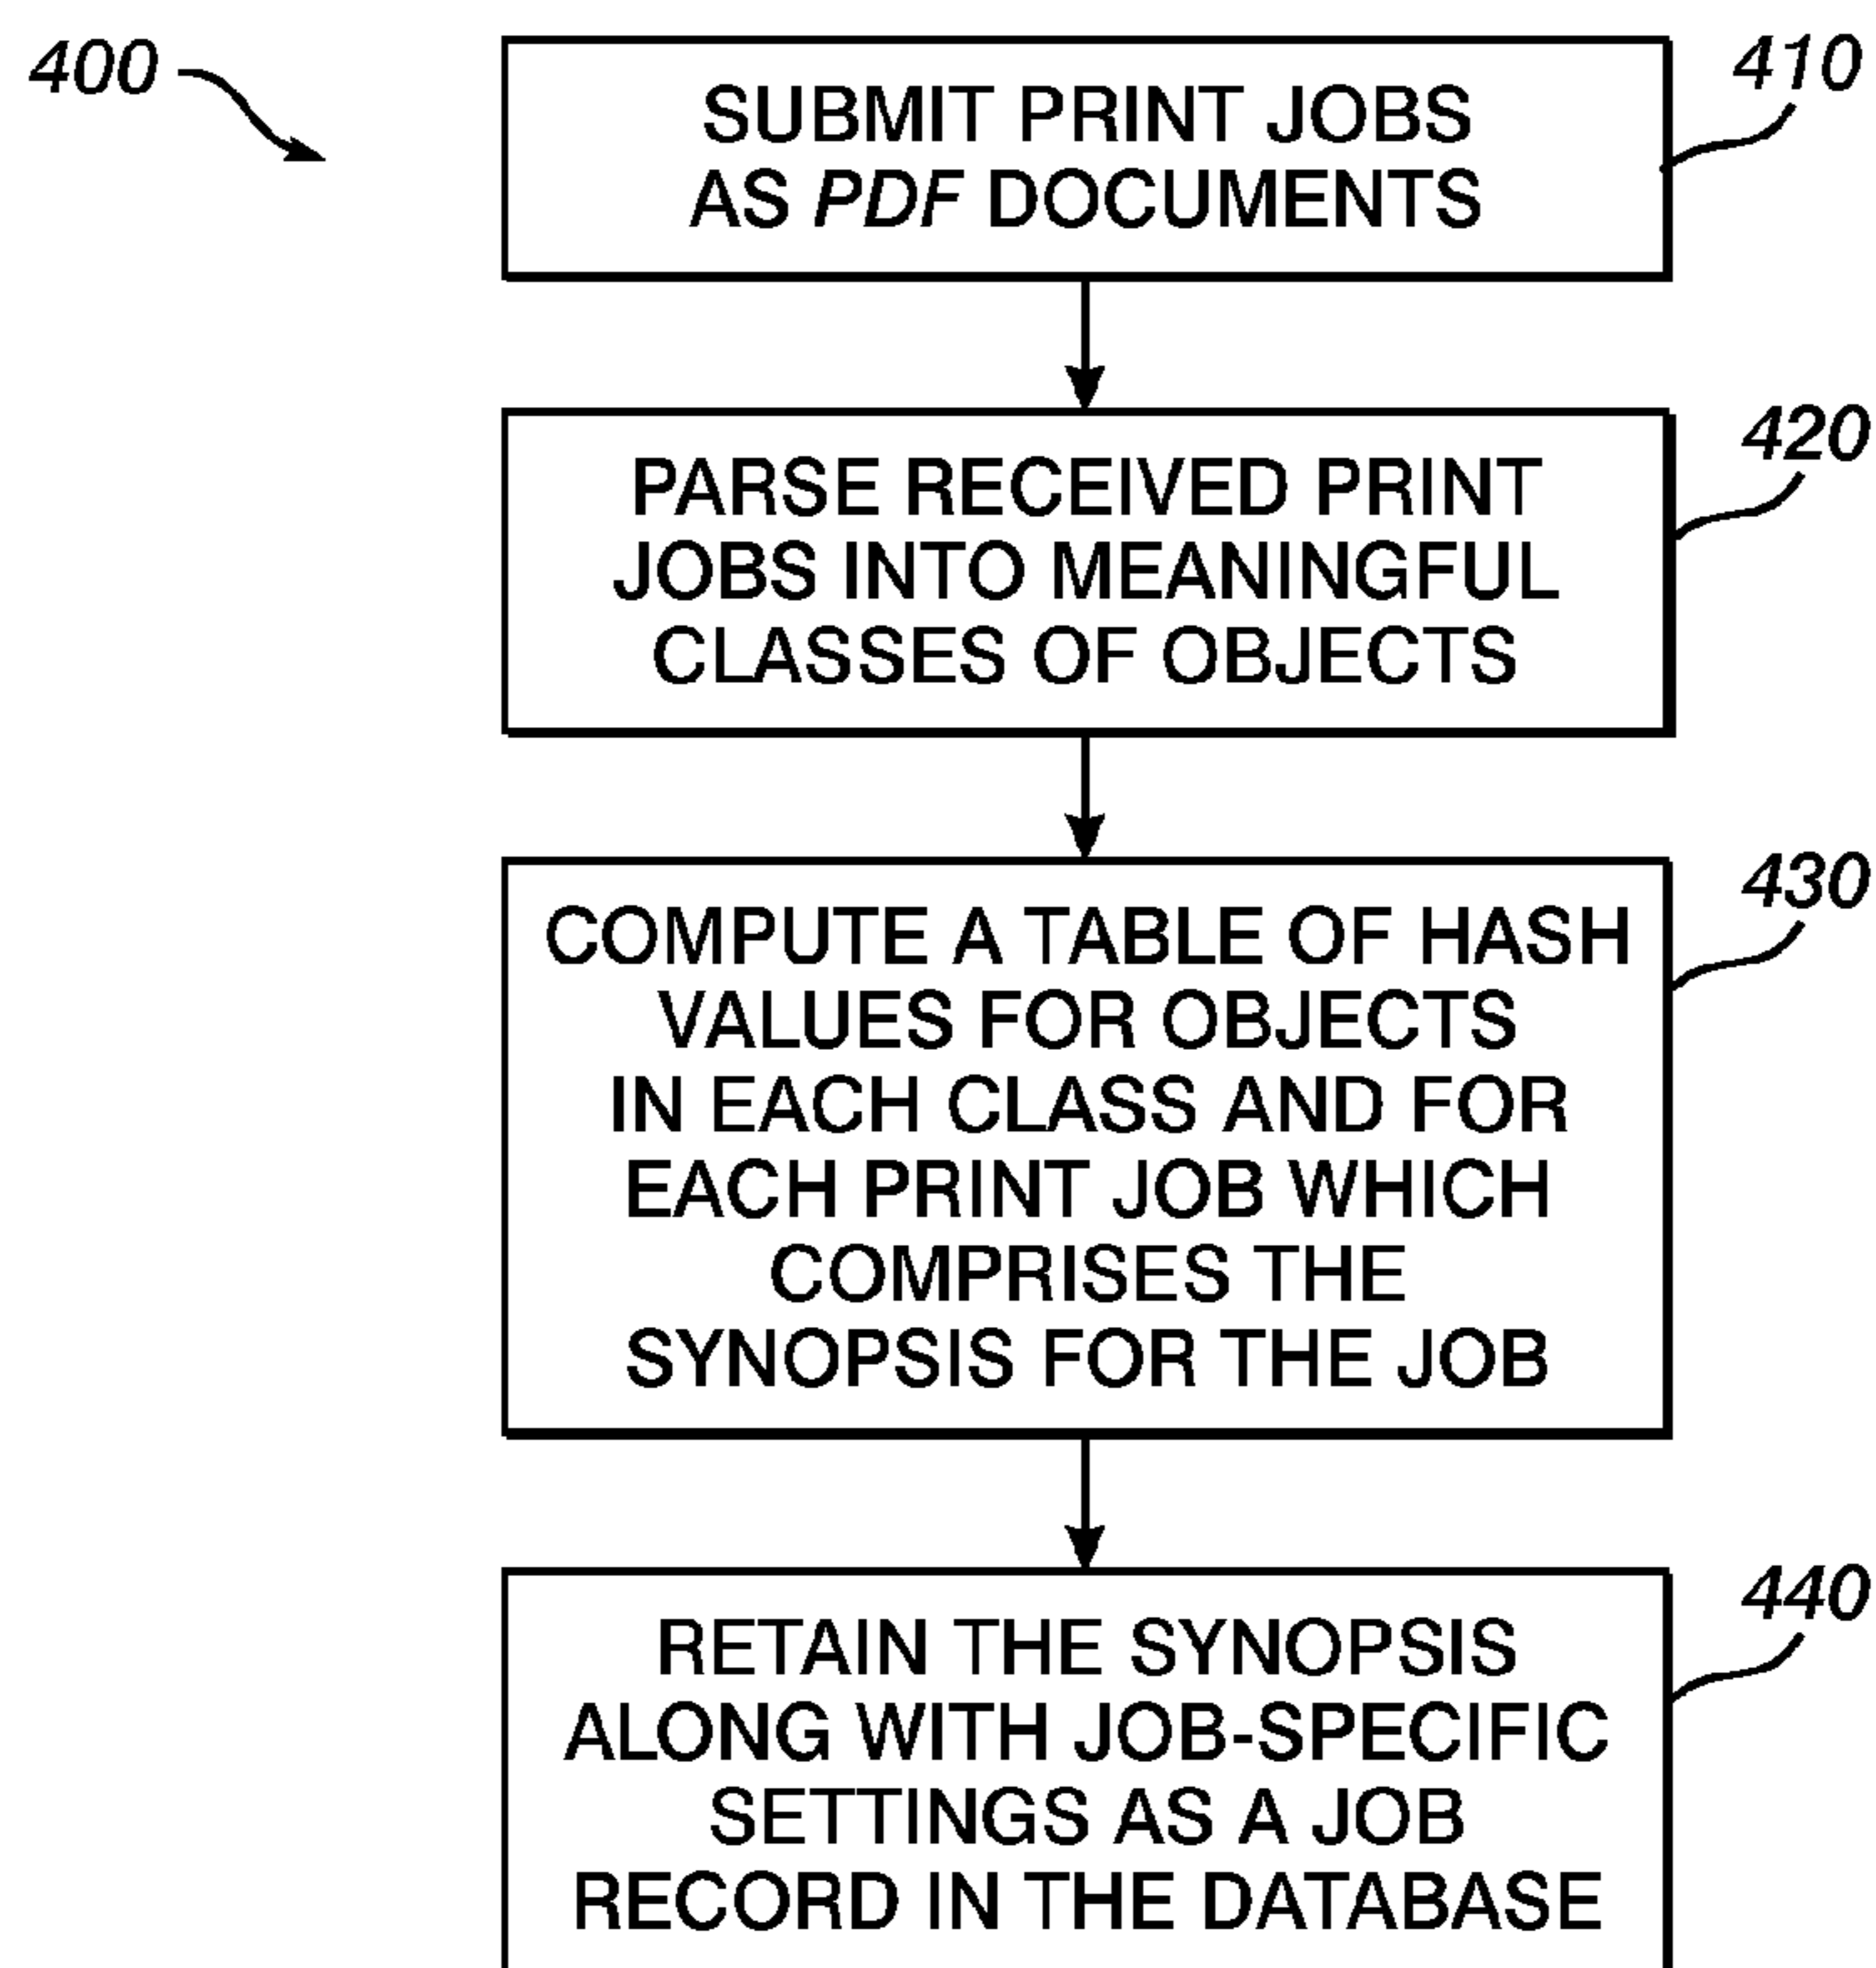 400
410
SUBMIT PRINT JOBS
AS PDF DOCUMENTS
420
PARSE RECEIVED PRINT
JOBS INTO MEANINGFUL
CLASSES OF OBJECTS
430
COMPUTE A TABLE OF HASH
VALUES FOR OBJECTS
IN EACH CLASS AND FOR
EACH PRINT JOB WHICH
COMPRISES THE
SYNOPSIS FOR THE JOB
440
RETAIN THE SYNOPSIS
ALONG WITH JOB-SPECIFIC
SETTINGS AS A JOB
RECORD IN THE DATABASE